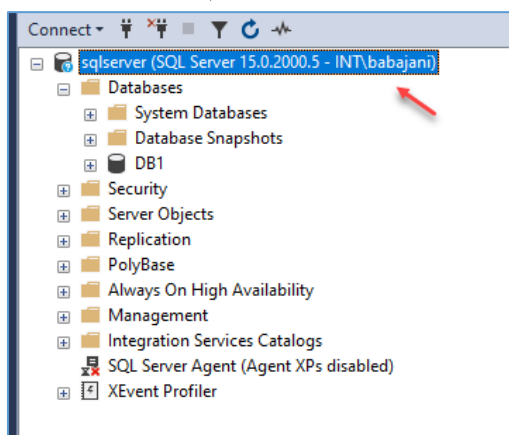 Connect
sqlserver (SQL Server 15.0.2000.5 - INT\babajani)
Databases
System Databases
Database Snapshots
DB1
Security
Server Objects
Replication
PolyBase
Always On High Availability
Management
Integration Services Catalogs
SQL Server Agent (Agent XPs disabled)
XEvent Profiler